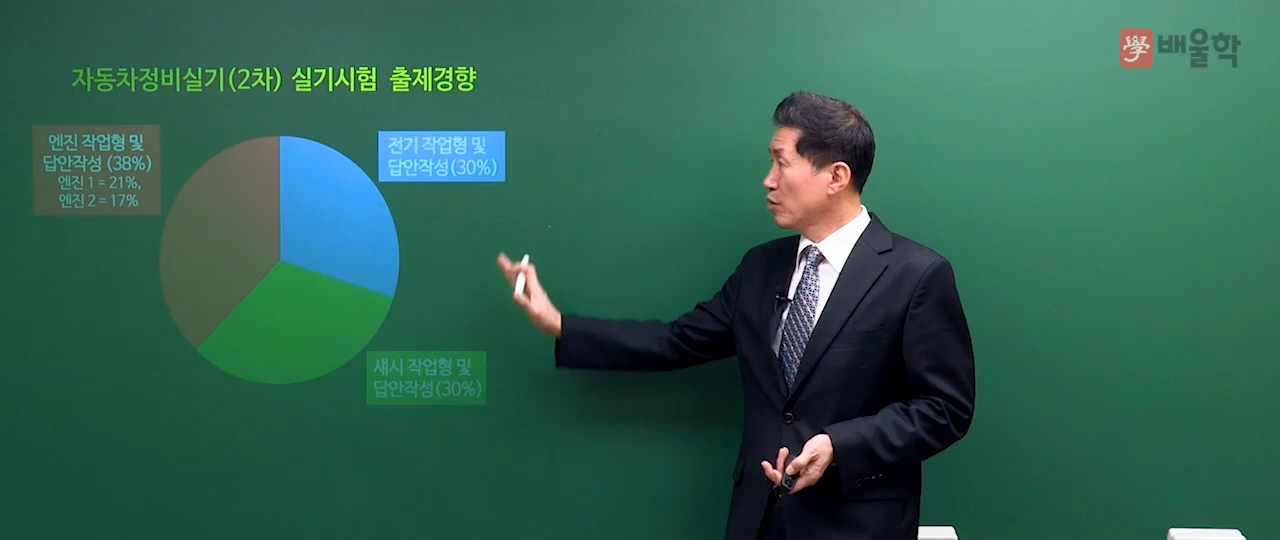 學 배울학
자동차정비실기(2차) 실기시험 출제경향
엔진 작업형 및
답안작성 (38%)
엔진 1 = 21%,
엔진 2 = 17%
전기 작업형 및
답안작성(30%)
섀시 작업형 및
답안작성(30%)